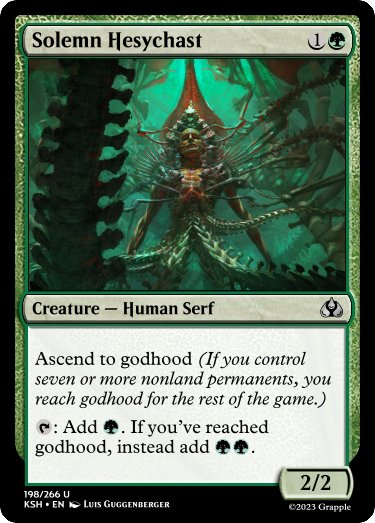 Solemn Hesychast 1
Creature — Human Serf
Ascend to godhood (If you control
seven or more nonland permanents, you
reach godhood for the rest of the game.)
: Add . If you've reached
godhood, instead add .
2/2
198/266 U
KSH • EN Luis Guggenberger
©2023 Grapple